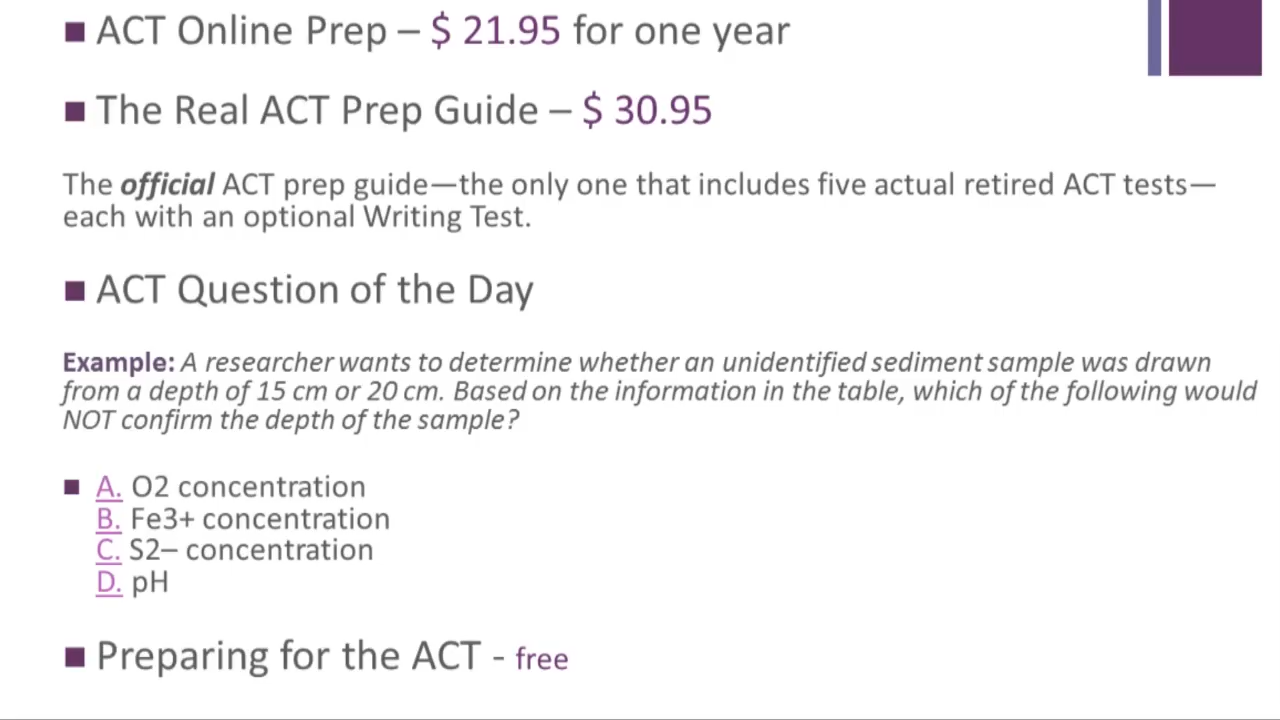 ■ ACT Online Prep – $ 21.95 for one year
■ The Real ACT Prep Guide – $ 30.95
The official ACT prep guide—the only one that includes five actual retired ACT tests—
each with an optional Writing Test.
■ ACT Question of the Day
Example: A researcher wants to determine whether an unidentified sediment sample was drawn
from a depth of 15 cm or 20 cm. Based on the information in the table, which of the following would
NOT confirm the depth of the sample?
■ A. O2 concentration
B. Fe3+ concentration
C. S2– concentration
D. pH
■ Preparing for the ACT - free